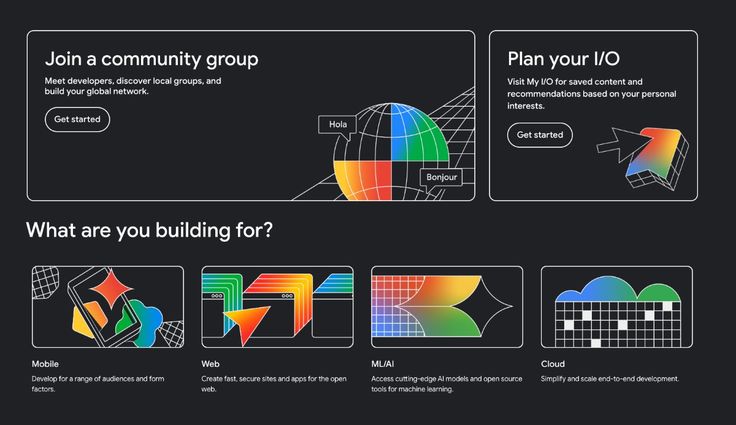 Join a community group
Meet developers, discover local groups, and
build your global network.
Get started
Hola
Bonjour
Plan your I/O
Visit My I/O for saved content and
recommendations based on your personal
interests.
Get started
What are you building for?
Mobile
Develop for a range of audiences and form
factors.
Web
Create fast, secure sites and apps for the open
web.
ML/AI
Access cutting-edge AI models and open source
tools for machine learning.
Cloud
Simplify and scale end-to-end development.